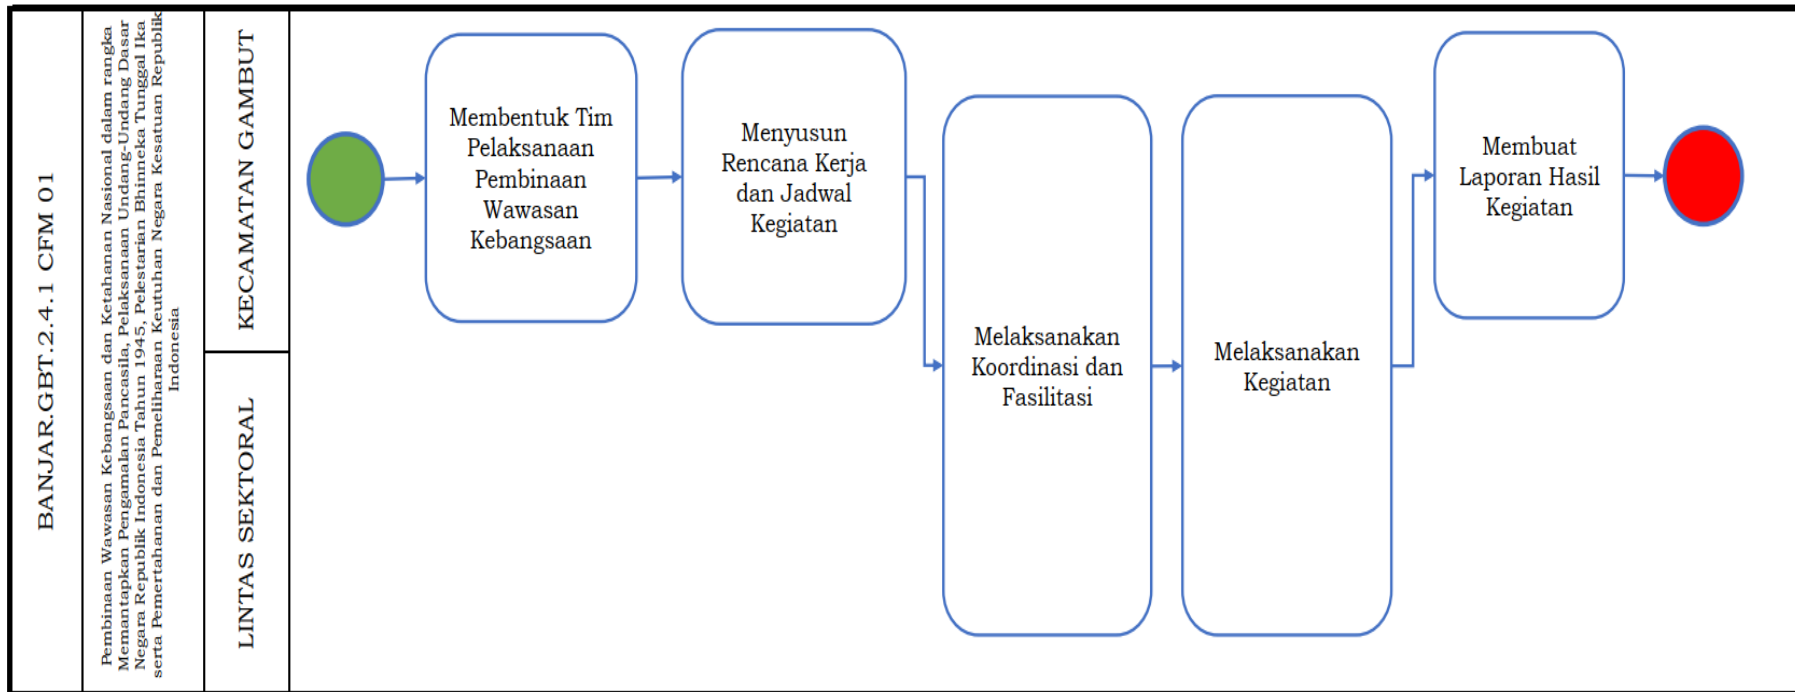 BANJAR.GBT.2.4.1 CFM 01
Pembinaan Wawasan Kebangsaan dan Ketahanan Nasional dalam rangka
Memantapkan Pengamalan Pancasila, Pelaksanaan Undang-Undang Dasar
Negara Republik Indonesia Tahun 1945, Pelestarian Bhinneka Tunggal Ika
serta Pemertahanan dan Pemeliharaan Keutuhan Negara Kesatuan Republik
Indonesia
KECAMATAN GAMBUT
LINTAS SEKTORAL
Membentuk Tim
Pelaksanaan
Pembinaan
Wawasan
Kebangsaan
Menyusun
Rencana Kerja
dan Jadwal
Kegiatan
Melaksanakan
Koordinasi dan
Fasilitasi
Melaksanakan
Kegiatan
Membuat
Laporan Hasil
Kegiatan